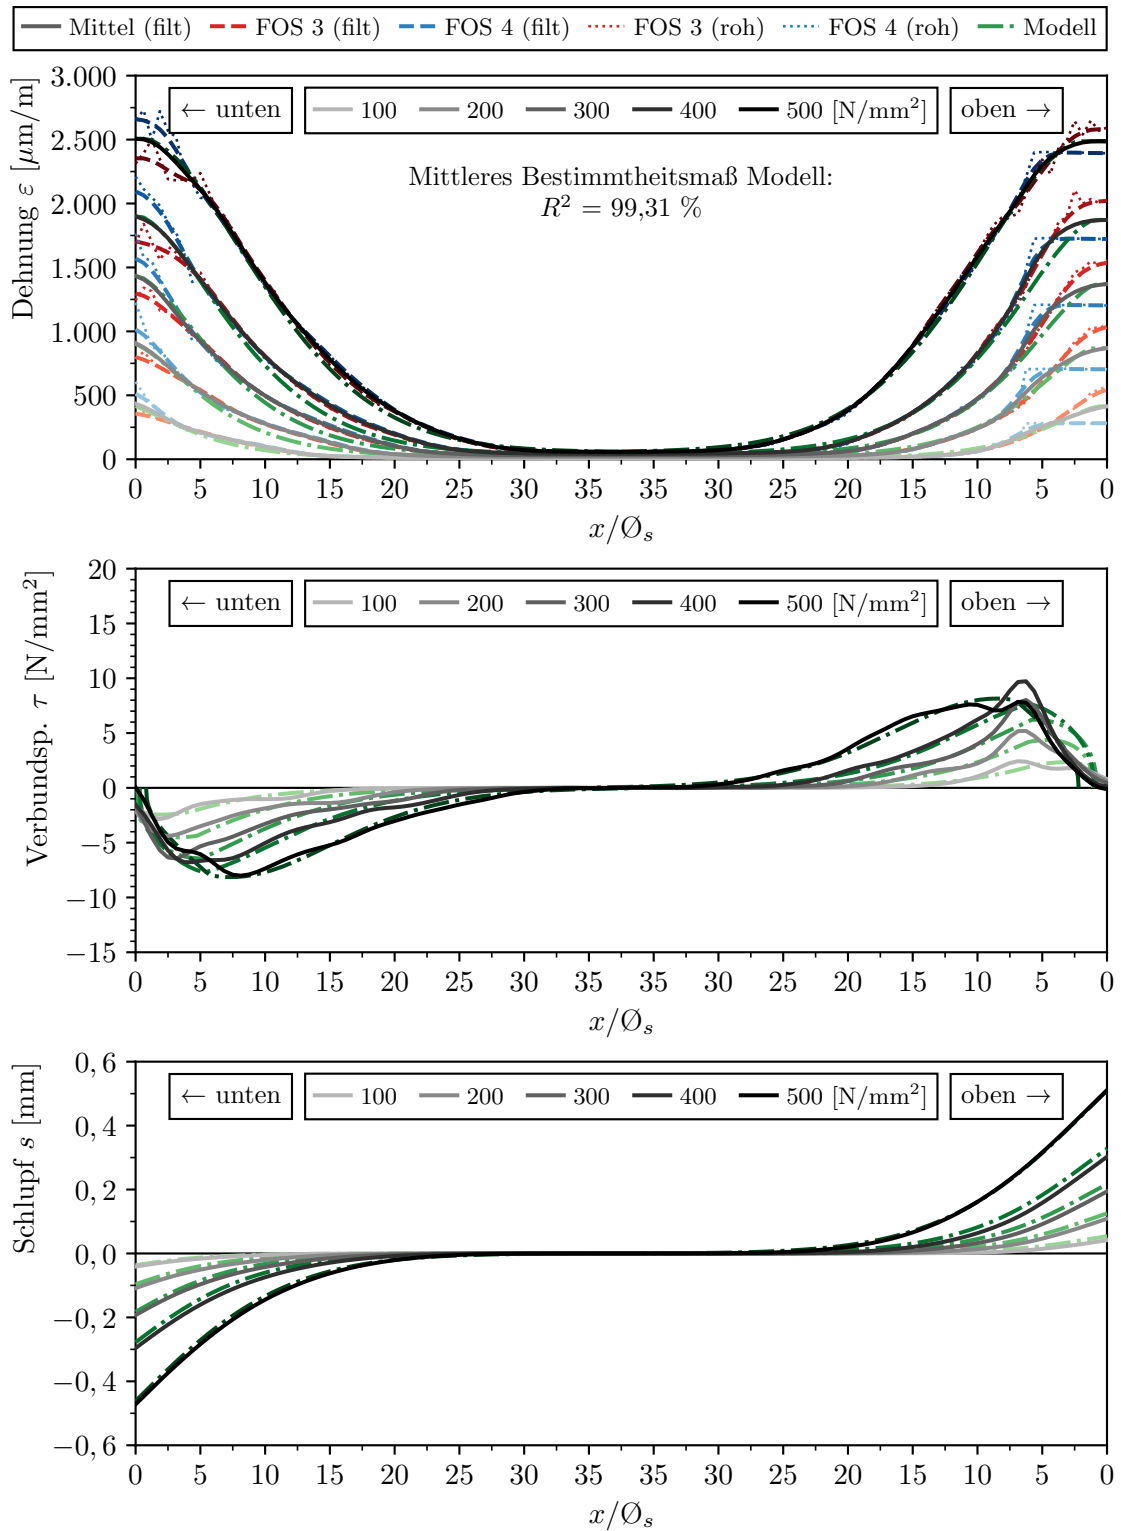 Mittel (filt) FOS 3 (filt) FOS 4 (filt) FOS 3 (roh) FOS 4 (roh) Modell
3.000
2.500
2.000
1.500
1.000
500
0
Dehnung ε [μm/m]
← unten
100 200 300 400 500 [N/mm²]
oben →
Mittleres Bestimmtheitsmaß Modell:
R² = 99,31 %
0 5 10 15 20 25 30 35 30 25 20 15 10 5 0
x/Ø_s
20
15
10
5
0
−5
−10
−15
Verbundsp. τ [N/mm²]
← unten
100 200 300 400 500 [N/mm²]
oben →
0 5 10 15 20 25 30 35 30 25 20 15 10 5 0
x/Ø_s
0,6
0,4
0,2
0,0
−0,2
−0,4
−0,6
Schlupf s [mm]
← unten
100 200 300 400 500 [N/mm²]
oben →
0 5 10 15 20 25 30 35 35 30 25 20 15 10 5 0
x/Ø_s